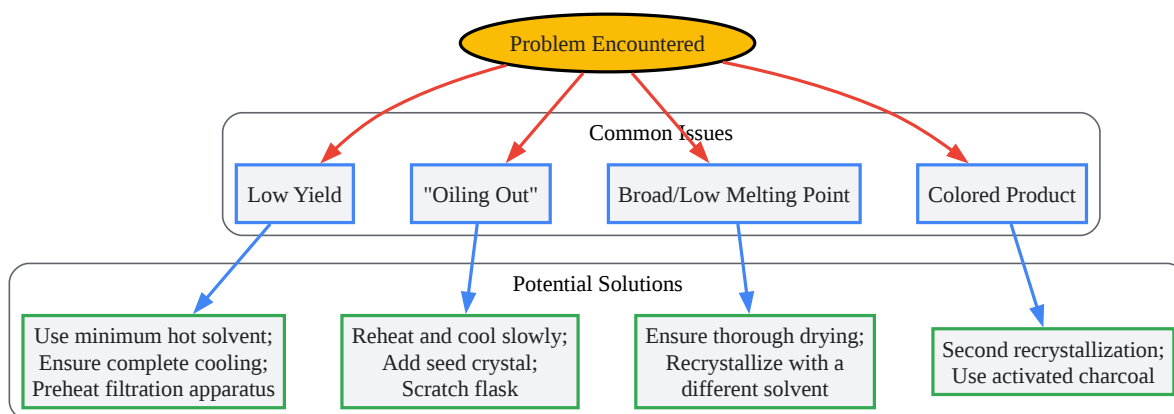 Problem Encountered
Common Issues
Low Yield
"Oiling Out"
Broad/Low Melting Point
Colored Product
Potential Solutions
Use minimum hot solvent;
Ensure complete cooling;
Preheat filtration apparatus
Reheat and cool slowly;
Add seed crystal;
Scratch flask
Ensure thorough drying;
Recrystallize with a
different solvent
Second recrystallization;
Use activated charcoal